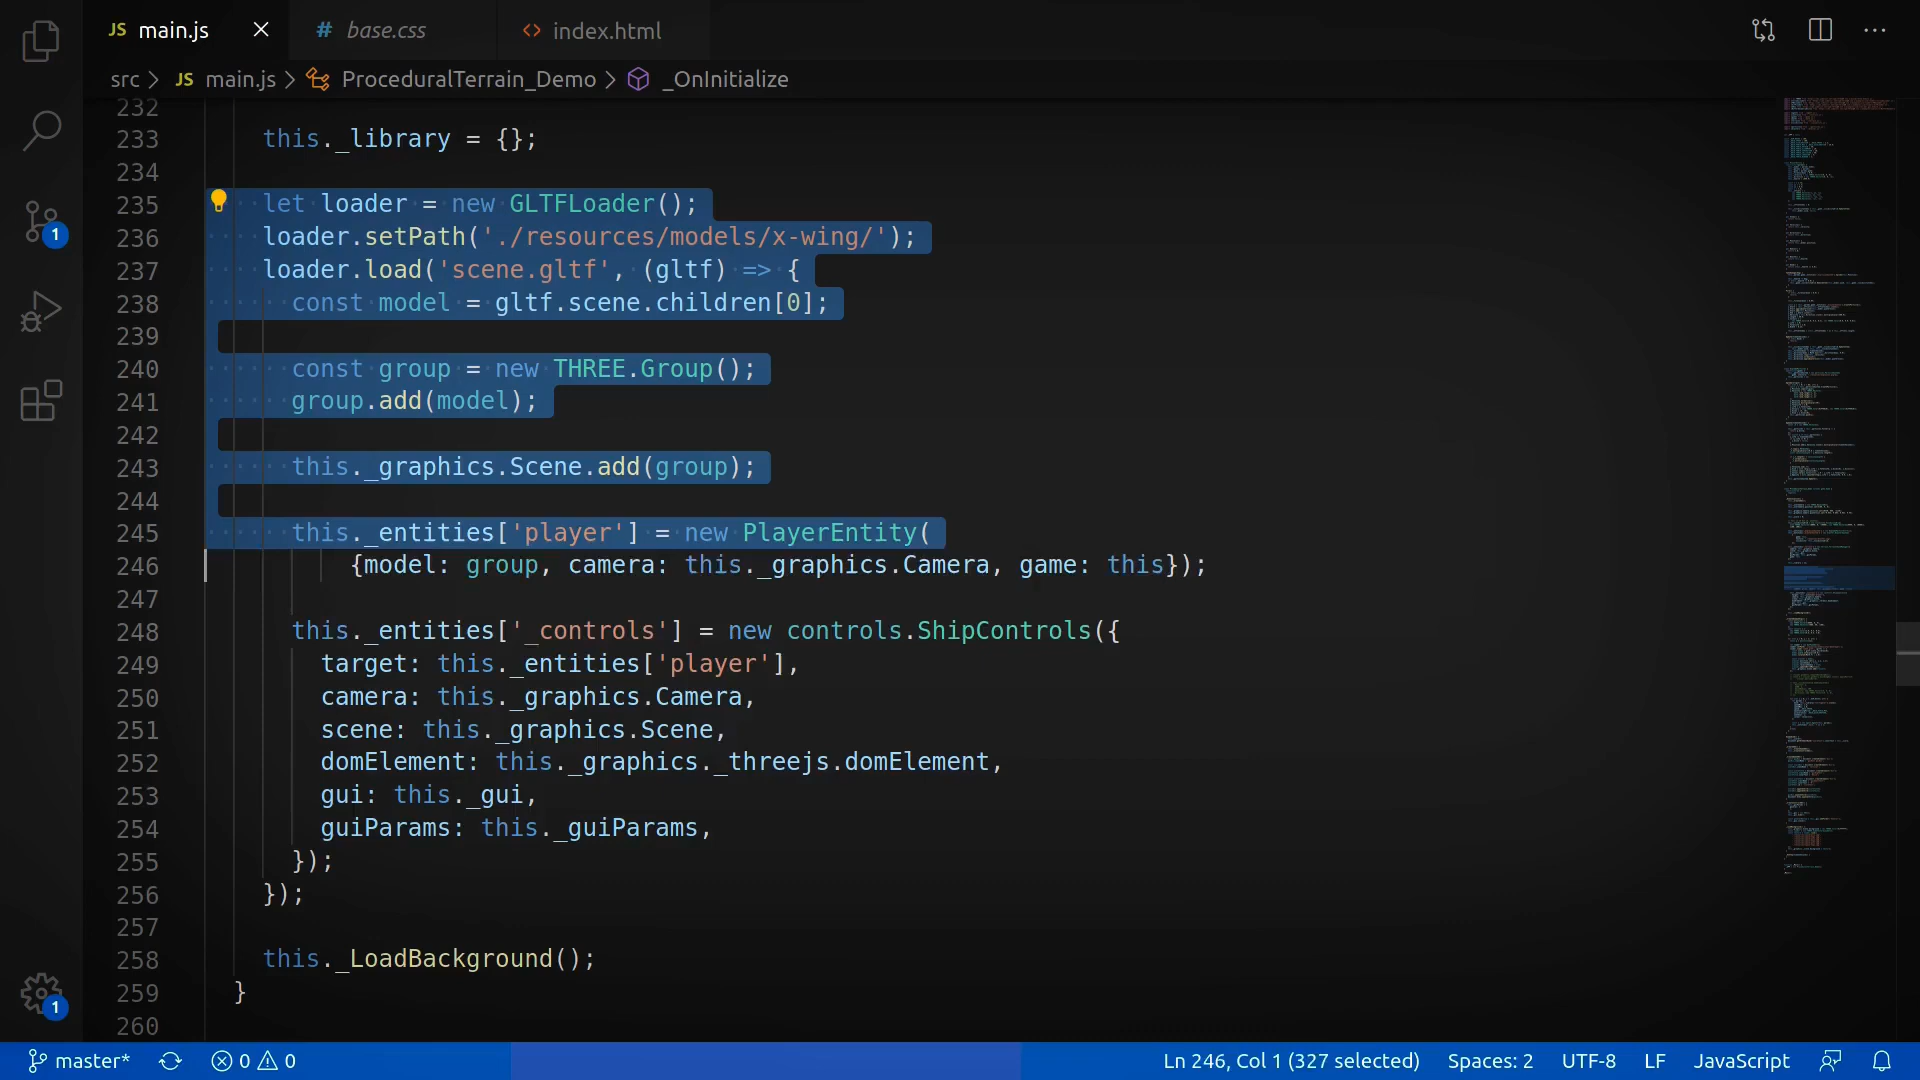 JS main.js
# base.css
<> index.html
src > JS main.js > ProceduralTerrain_Demo > _OnInitialize
232
233 this._library = {};
234
235 let loader = new GLTFLoader();
236 loader.setPath('./resources/models/x-wing/');
237 loader.load('scene.gltf', (gltf) => {
238 const model = gltf.scene.children[0];
239
240 const group = new THREE.Group();
241 group.add(model);
242
243 this._graphics.Scene.add(group);
244
245 this._entities['player'] = new PlayerEntity(
246 {model: group, camera: this._graphics.Camera, game: this});
247
248 this._entities['_controls'] = new controls.ShipControls({
249 target: this._entities['player'],
250 camera: this._graphics.Camera,
251 scene: this._graphics.Scene,
252 domElement: this._graphics._threejs.domElement,
253 gui: this._gui,
254 guiParams: this._guiParams,
255 });
256 });
257
258 this._LoadBackground();
259 }
260
1
1
master* 0 0 Ln 246, Col 1 (327 selected) Spaces: 2 UTF-8 LF JavaScript